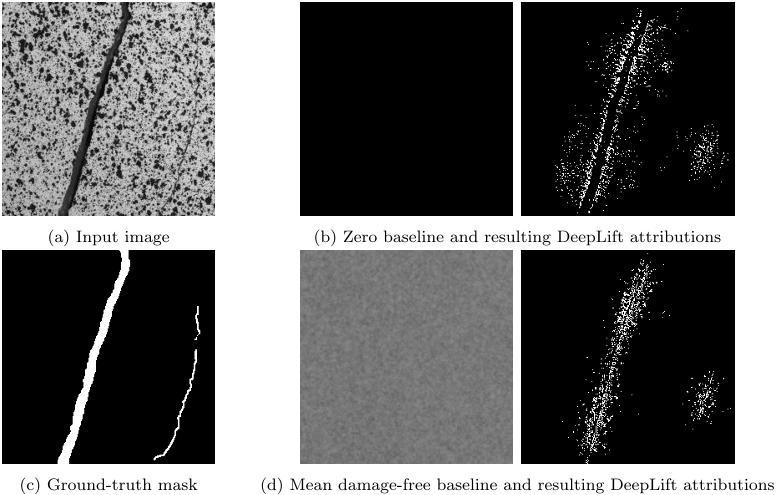 (a) Input image
(b) Zero baseline and resulting DeepLift attributions
(c) Ground-truth mask
(d) Mean damage-free baseline and resulting DeepLift attributions